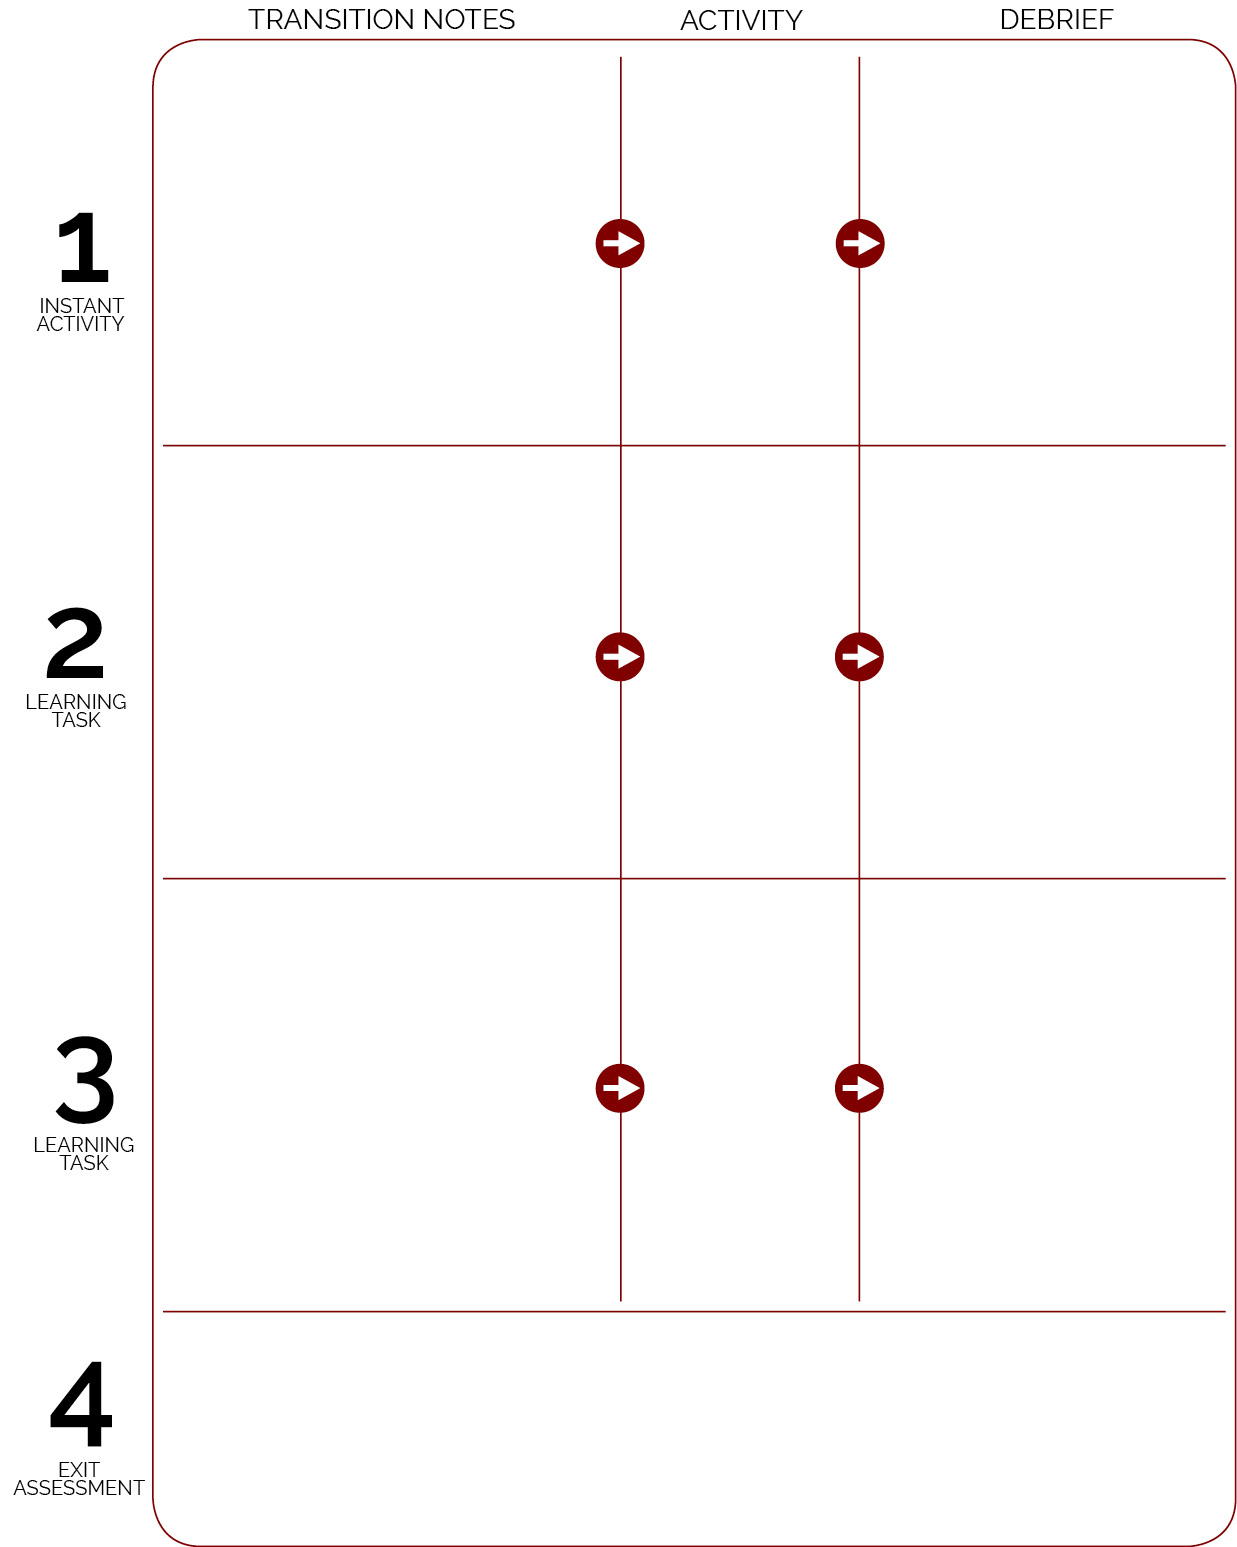 TRANSITION NOTES
ACTIVITY
DEBRIEF
1
INSTANT
ACTIVITY
2
LEARNING
TASK
3
LEARNING
TASK
4
EXIT
ASSESSMENT